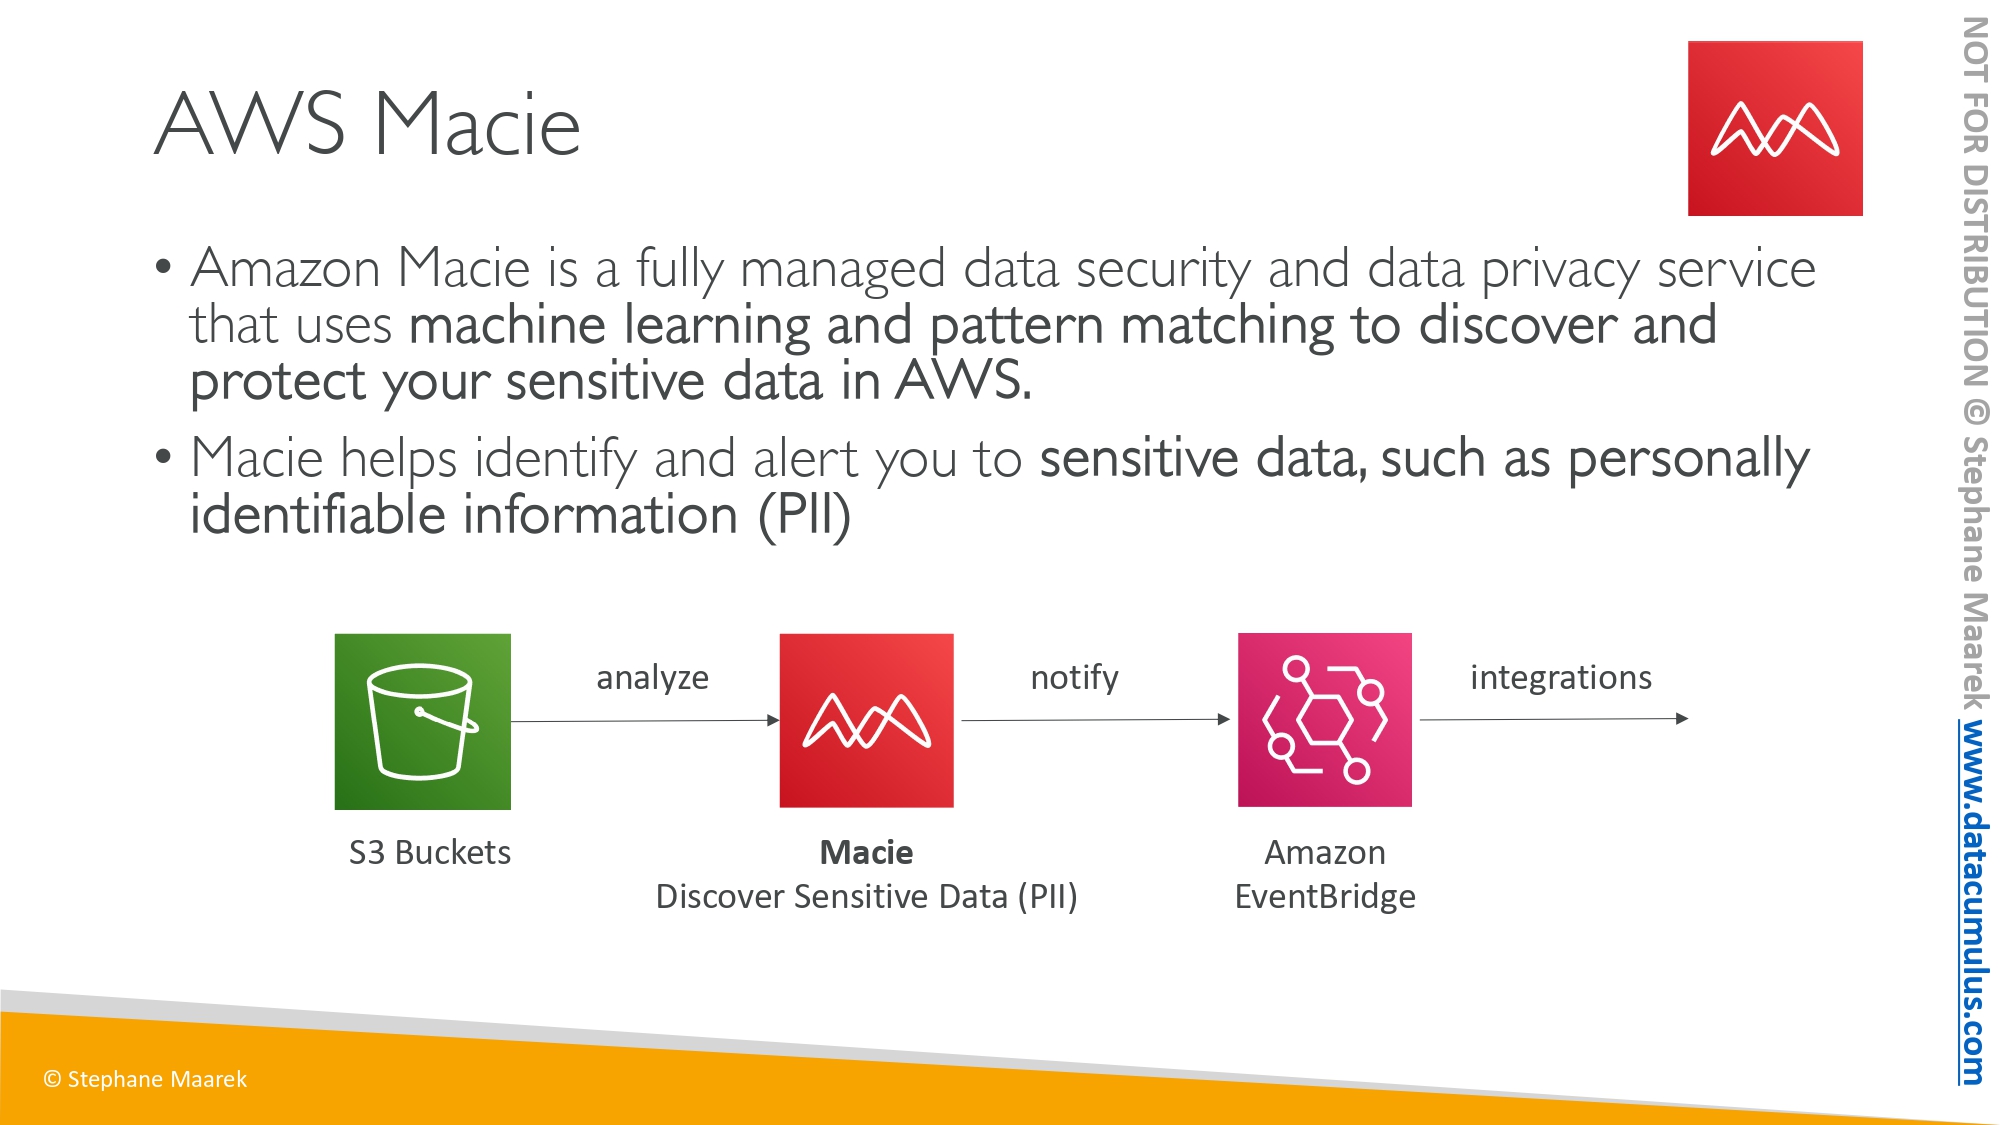 AWS Macie
• Amazon Macie is a fully managed data security and data privacy service
that uses machine learning and pattern matching to discover and
protect your sensitive data in AWS.
• Macie helps identify and alert you to sensitive data, such as personally
identifiable information (PII)
analyze
notify
integrations
S3 Buckets
Macie
Discover Sensitive Data (PII)
Amazon
EventBridge
© Stephane Maarek
NOT FOR DISTRIBUTION © Stephane Maarek www.datacumulus.com